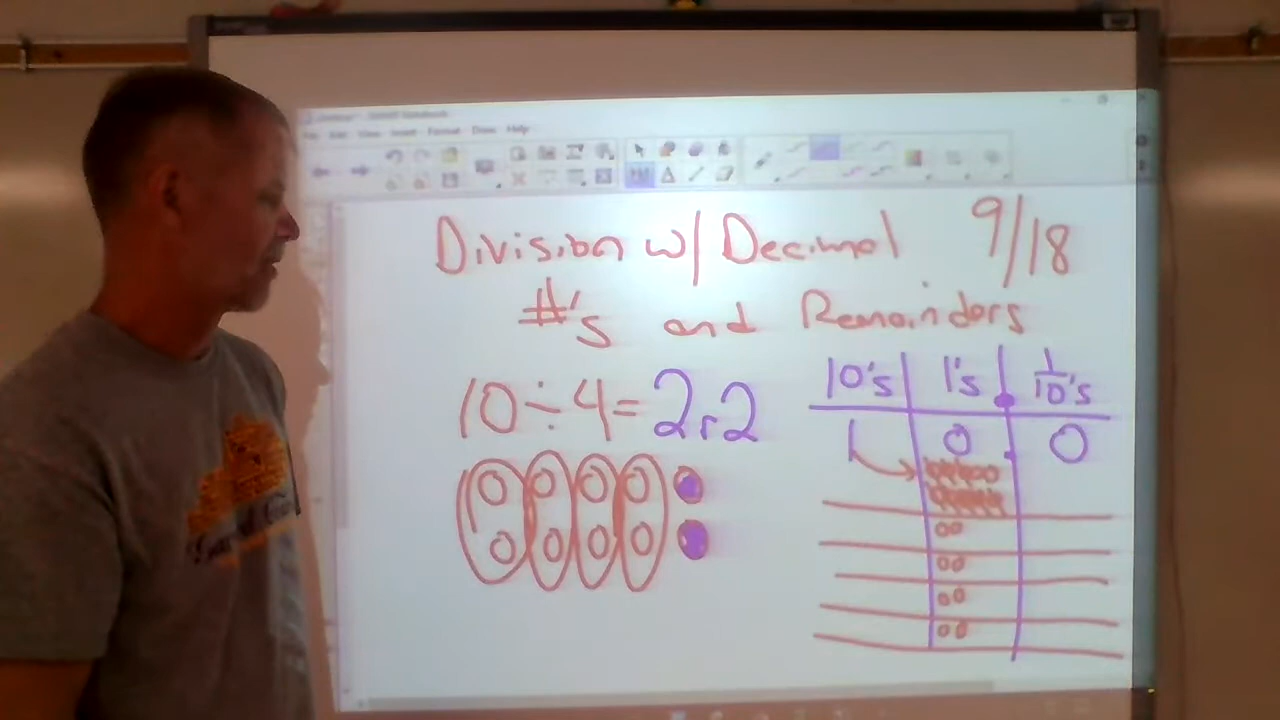 Division w/ Decimal 9/18
#'s and Remainders
10 ÷ 4 = 2r2
10's 1's . 1/10's
1 0 . 0